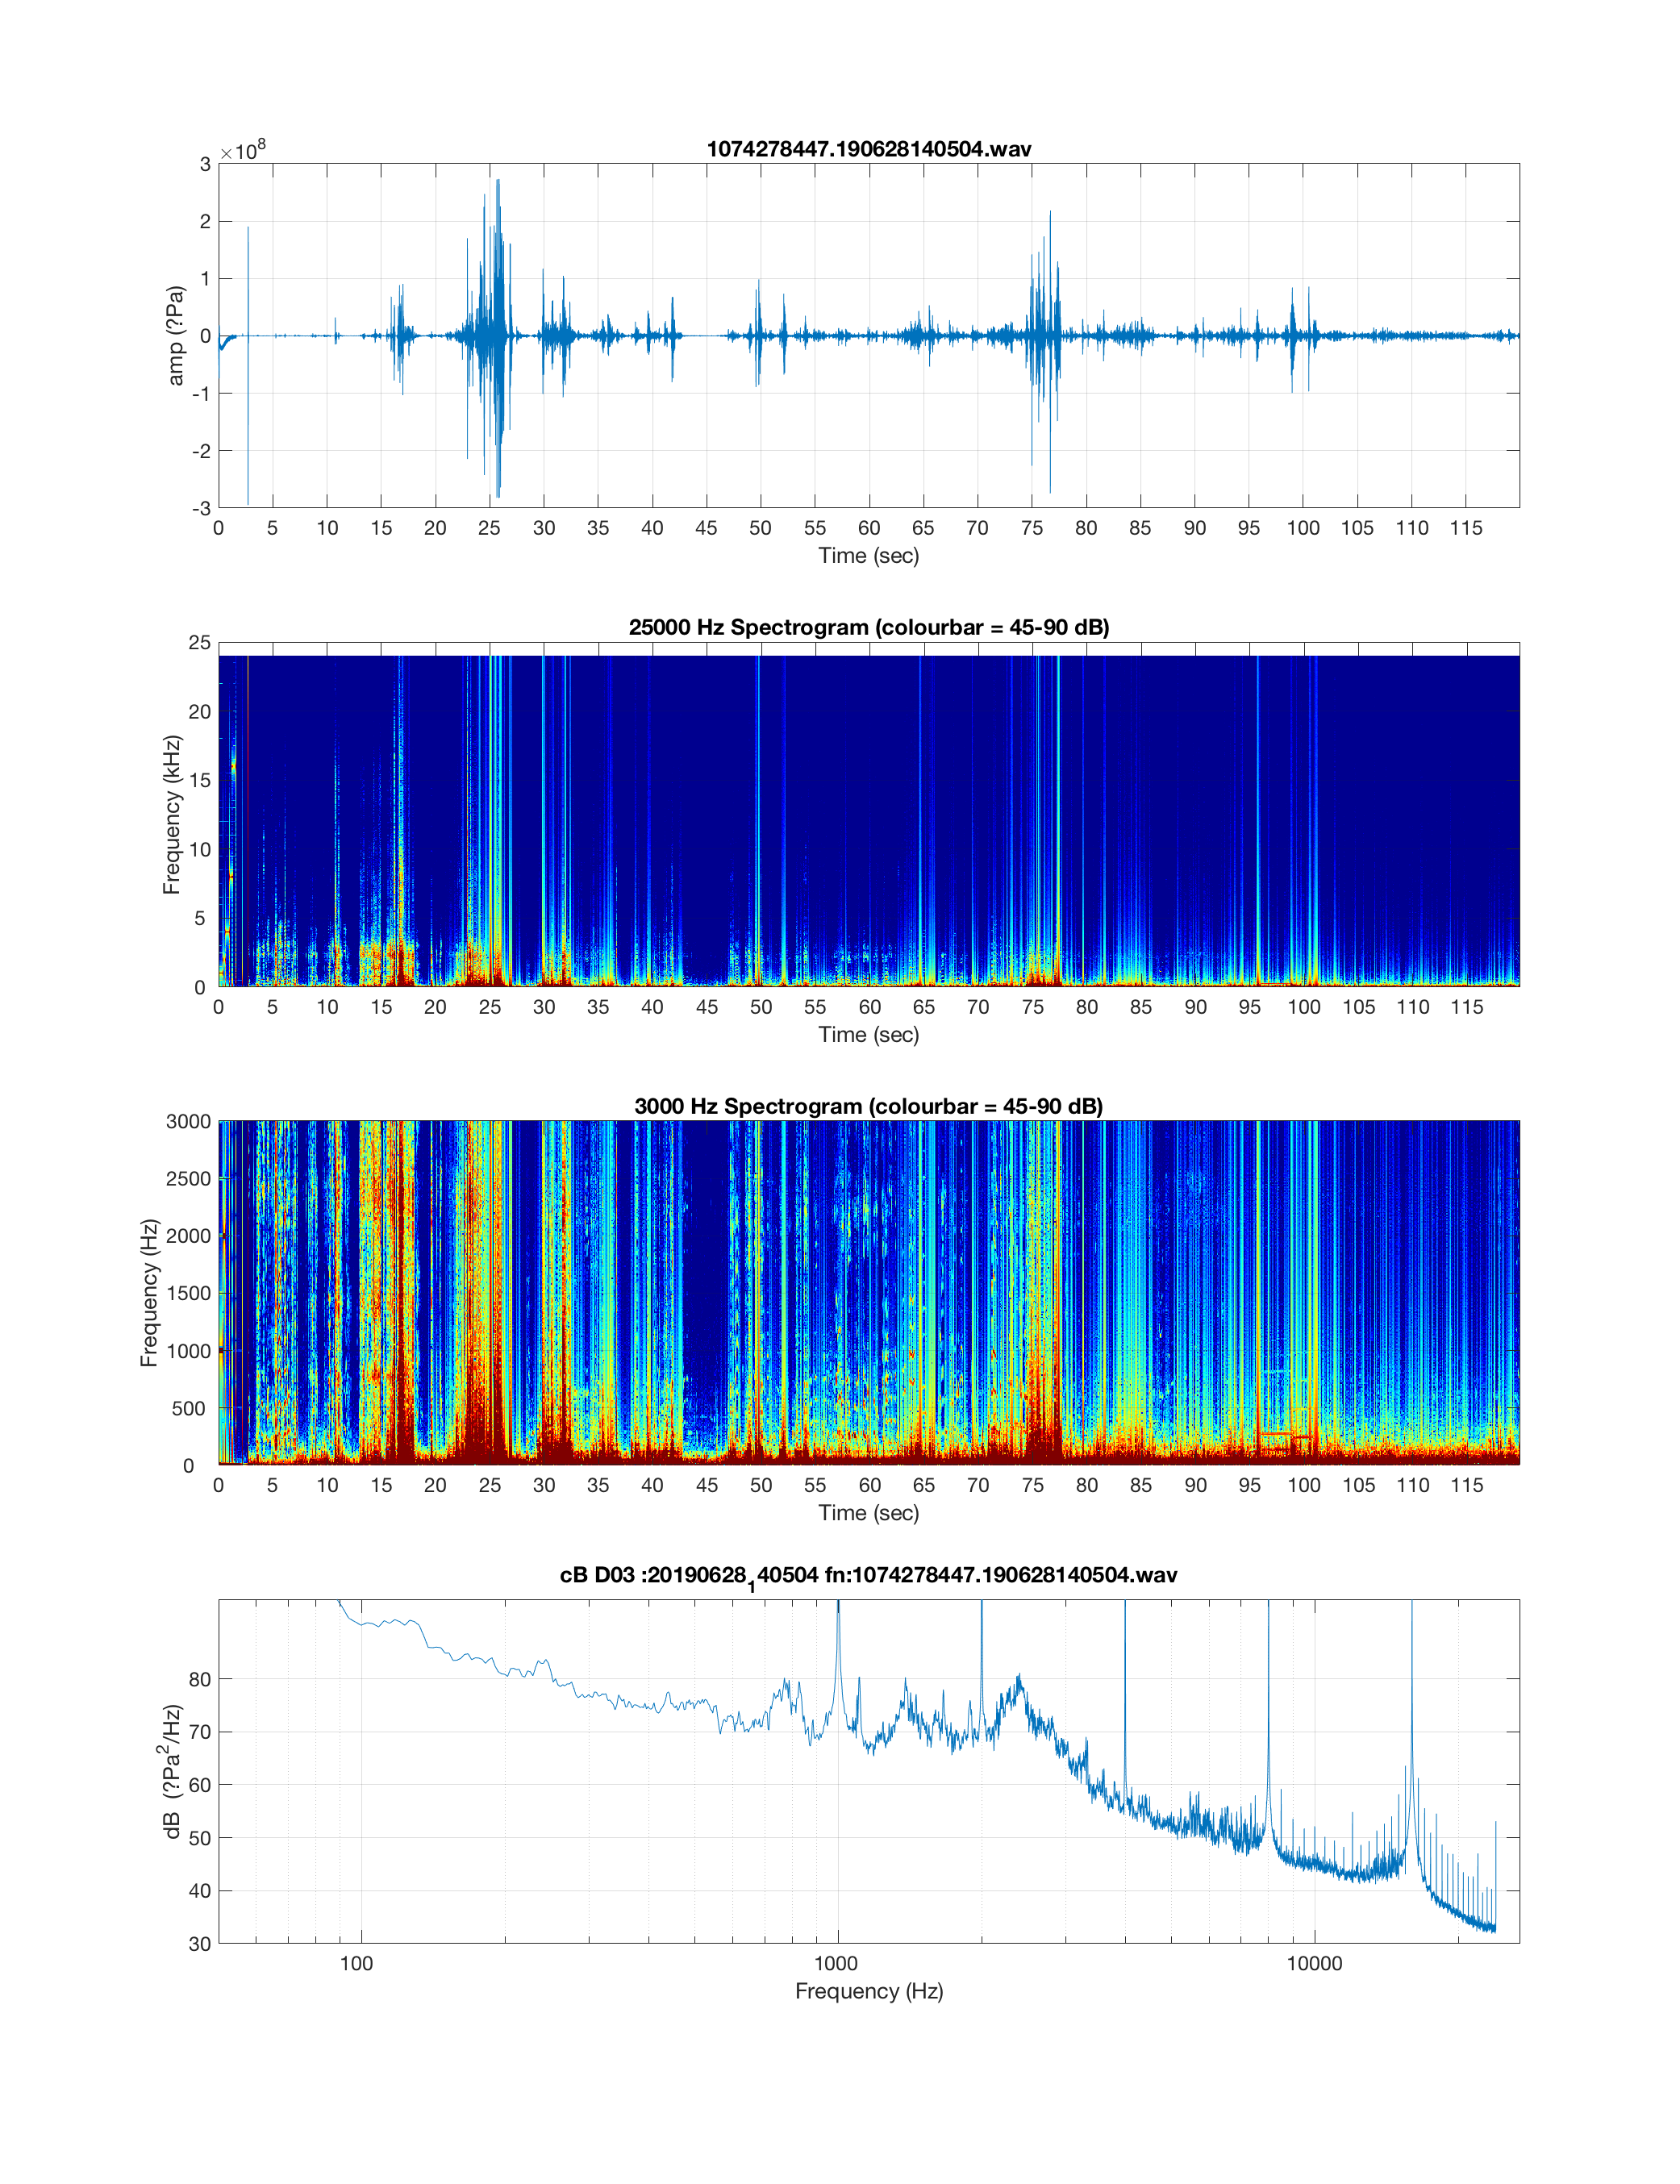 1074278447.190628140504.wav
×10^8
3
2
1
0
-1
-2
-3
amp (?Pa)
0 5 10 15 20 25 30 35 40 45 50 55 60 65 70 75 80 85 90 95 100 105 110 115
Time (sec)
25000 Hz Spectrogram (colourbar = 45-90 dB)
25
20
15
10
5
0
Frequency (kHz)
0 5 10 15 20 25 30 35 40 45 50 55 60 65 70 75 80 85 90 95 100 105 110 115
Time (sec)
3000 Hz Spectrogram (colourbar = 45-90 dB)
3000
2500
2000
1500
1000
500
0
Frequency (Hz)
0 5 10 15 20 25 30 35 40 45 50 55 60 65 70 75 80 85 90 95 100 105 110 115
Time (sec)
cB D03 :20190628_140504 fn:1074278447.190628140504.wav
80
70
60
50
40
30
dB (?Pa²/Hz)
100 1000 10000
Frequency (Hz)